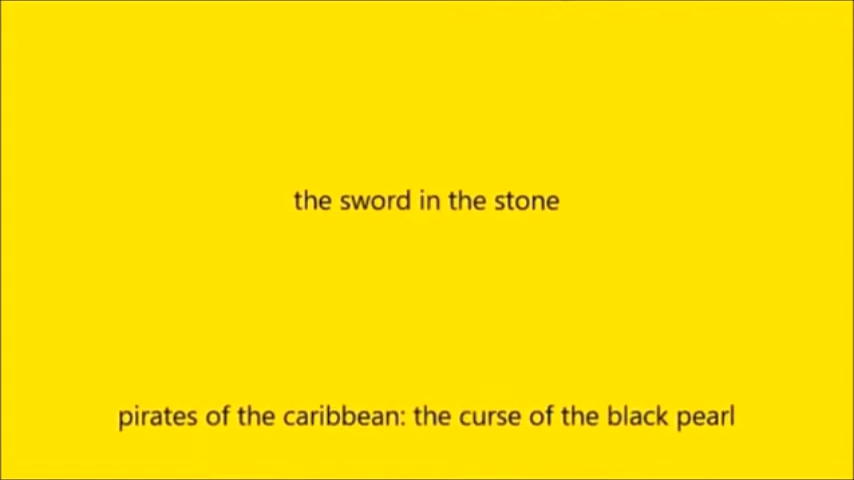 the sword in the stone
pirates of the caribbean: the curse of the black pearl